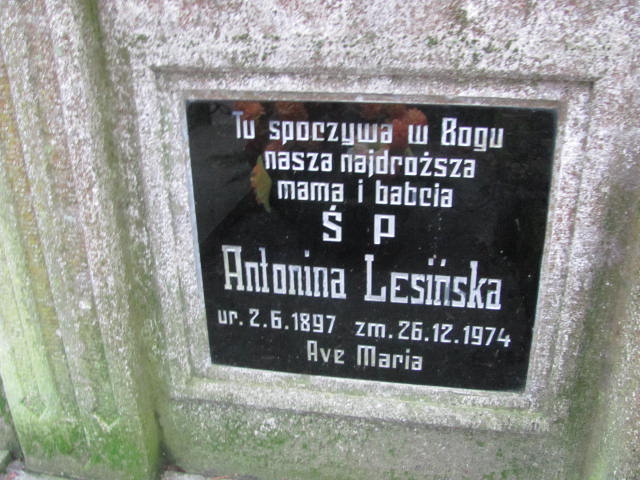 Tu spoczywa w Bogu
nasza najdroższa
mama i babcia
Ś P
Antonina Lesińska
ur. 2.6.1897 zm. 26.12.1974
Ave Maria